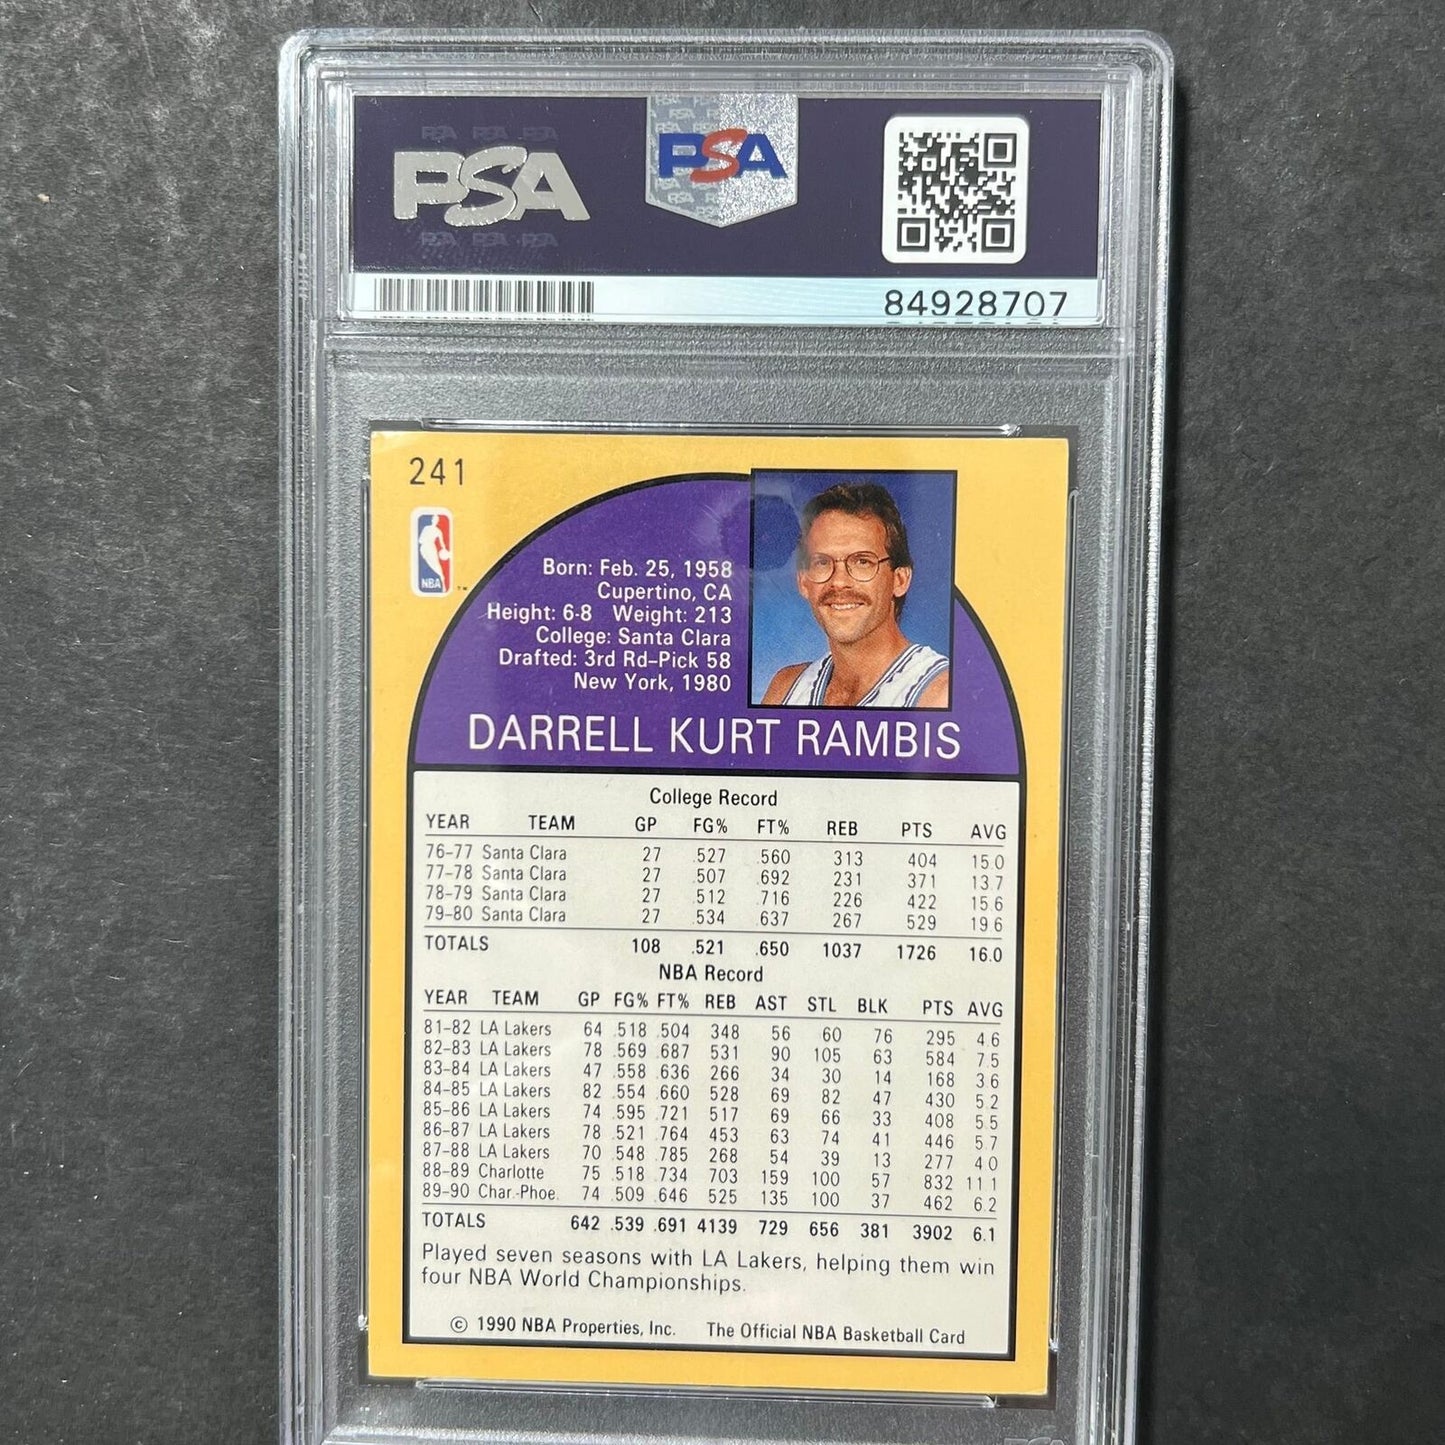 PSA
PSA
84928707
241
NBA
Born: Feb. 25, 1958
Cupertino, CA
Height: 6-8 Weight: 213
College: Santa Clara
Drafted: 3rd Rd-Pick 58
New York, 1980
DARRELL KURT RAMBIS
College Record
YEAR TEAM GP FG% FT% REB PTS AVG
76-77 Santa Clara 27 .527 .560 313 404 15.0
77-78 Santa Clara 27 .507 .692 231 371 13.7
78-79 Santa Clara 27 .512 .716 226 422 15.6
79-80 Santa Clara 27 .534 .637 267 529 19.6
TOTALS 108 .521 .650 1037 1726 16.0
NBA Record
YEAR TEAM GP FG% FT% REB AST STL BLK PTS AVG
81-82 LA Lakers 64 .518 .504 348 56 60 76 295 4.6
82-83 LA Lakers 78 .569 .687 531 90 105 63 584 7.5
83-84 LA Lakers 47 .558 .636 266 34 30 14 168 3.6
84-85 LA Lakers 82 .554 .660 528 69 82 47 430 5.2
85-86 LA Lakers 74 .595 .721 517 69 66 33 408 5.5
86-87 LA Lakers 78 .521 .764 453 63 74 41 446 5.7
87-88 LA Lakers 70 .548 .785 268 54 39 13 277 4.0
88-89 Charlotte 75 .518 .734 703 159 100 57 832 11.1
89-90 Char.-Phoe. 74 .509 .646 525 135 100 37 462 6.2
TOTALS 642 .539 .691 4139 729 656 381 3902 6.1
Played seven seasons with LA Lakers, helping them win
four NBA World Championships.
© 1990 NBA Properties, Inc. The Official NBA Basketball Card